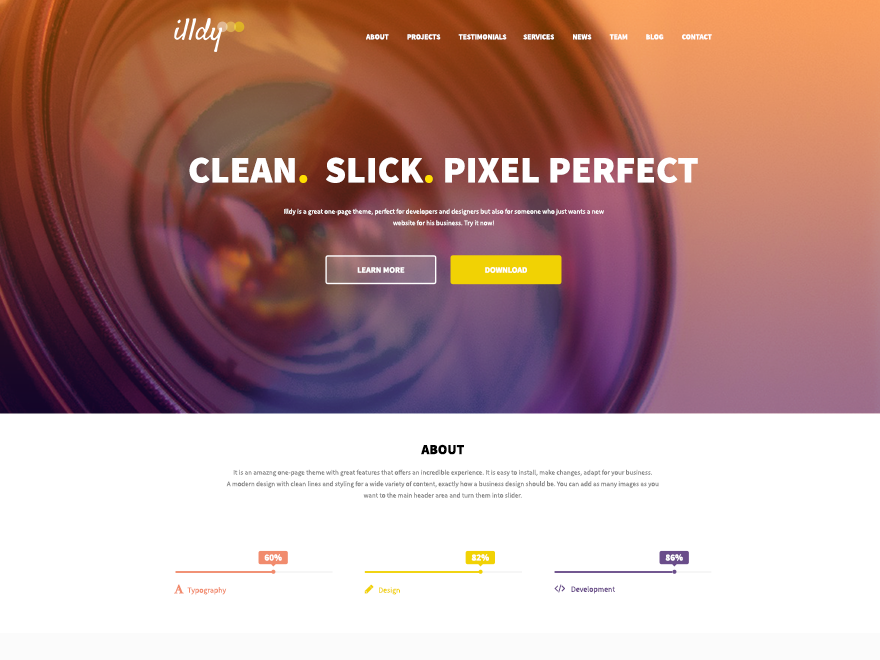 illdy
ABOUT PROJECTS TESTIMONIALS SERVICES NEWS TEAM BLOG CONTACT
CLEAN. SLICK. PIXEL PERFECT
Illdy is a great one-page theme, perfect for developers and designers but also for someone who just wants a new
website for his business. Try it now!
LEARN MORE DOWNLOAD
ABOUT
It is an amazng one-page theme with great features that offers an incredible experience. It is easy to install, make changes, adapt for your business.
A modern design with clean lines and styling for a wide variety of content, exactly how a business design should be. You can add as many images as you
want to the main header area and turn them into slider.
60% 82% 86%
Typography Design Development